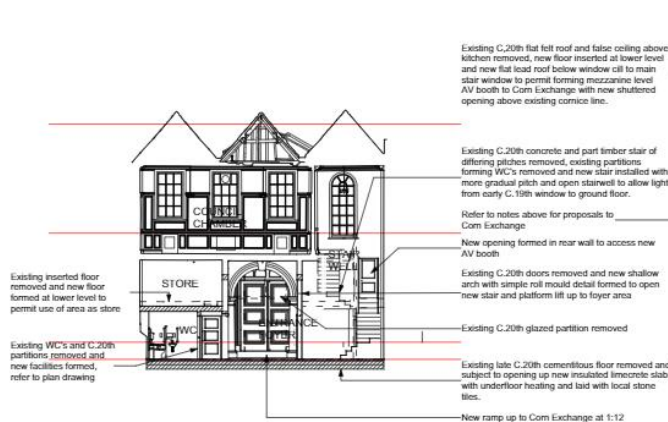 Existing C,20th flat felt roof and false ceiling above
kitchen removed, new floor inserted at lower level
and new flat lead roof below window cill to main
stair window to permit forming mezzanine level
AV booth to Corn Exchange with new shuttered
opening above existing cornice line.
Existing C.20th concrete and part timber stair of
differing pitches removed, existing partitions
forming WC's removed and new stair installed with
more gradual pitch and open stairwell to allow light
from early C.19th window to ground floor.
Refer to notes above for proposals to
Corn Exchange
New opening formed in rear wall to access new
AV booth
Existing C.20th doors removed and new shallow
arch with simple roll mould detail formed to open
new stair and platform lift up to foyer area
Existing C.20th glazed partition removed
Existing late C.20th cementitous floor removed and
subject to opening up new insulated limecrete slab
with underfloor heating and laid with local stone
tiles.
New ramp up to Corn Exchange at 1:12
COUNCIL
CHAMBER
STAIR
WELL
STORE
WC
ENTRANCE
FOYER
Existing inserted floor
removed and new floor
formed at lower level to
permit use of area as store
Existing WC's and C.20th
partitions removed and
new facilities formed,
refer to plan drawing